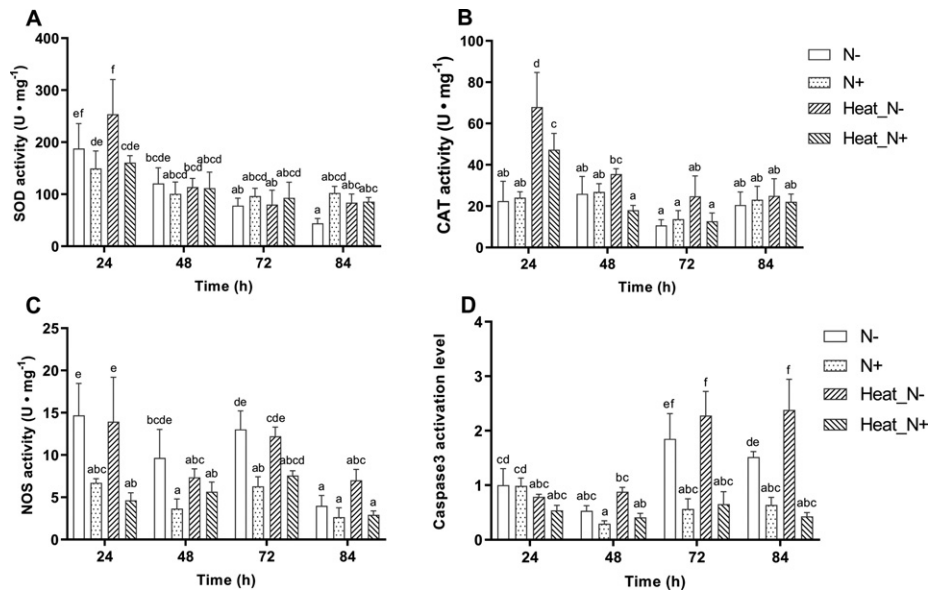 A
SOD activity (U • mg⁻¹)
400
300
200
100
0
ef
de
f
cde
bcde
abcd
bcd
abcd
ab
abcd
ab
abcd
a
abcd
abc
abc
24
48
72
84
Time (h)
B
CAT activity (U • mg⁻¹)
100
80
60
40
20
0
ab
ab
d
c
ab
ab
bc
a
a
a
ab
a
ab
ab
ab
ab
24
48
72
84
Time (h)
N-
N+
Heat_N-
Heat_N+
C
NOS activity (U • mg⁻¹)
25
20
15
10
5
0
e
abc
e
ab
bcde
a
abc
ab
de
ab
cde
abcd
a
a
abc
a
24
48
72
84
Time (h)
D
Caspase3 activation level
4
3
2
1
0
cd
cd
abc
abc
abc
a
bc
ab
ef
abc
f
abc
de
abc
f
abc
24
48
72
84
Time (h)
N-
N+
Heat_N-
Heat_N+